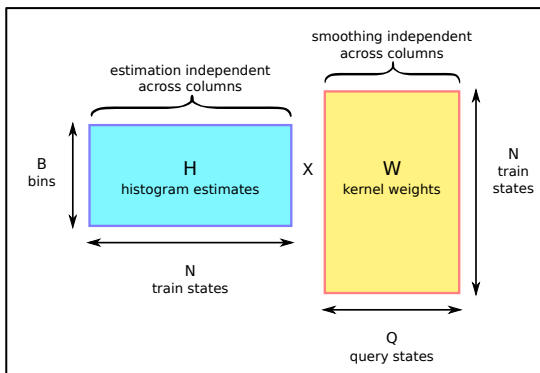 smoothing independent
across columns
estimation independent
across columns
B
bins
H
histogram estimates
X
W
kernel weights
N
train
states
N
train states
Q
query states